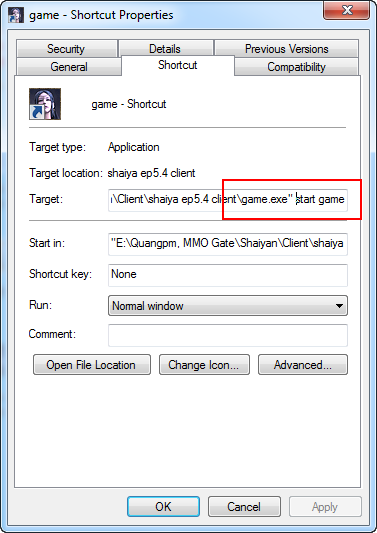 game - Shortcut Properties
Security Details Previous Versions
General Shortcut Compatibility
game - Shortcut
Target type: Application
Target location: shaiya ep5.4 client
Target: \Client\shaiya ep5.4 client\game.exe" start game
Start in: "E:\Quangpm, MMO Gate\Shaiyan\Client\shaiya
Shortcut key: None
Run: Normal window
Comment:
Open File Location Change Icon... Advanced...
OK Cancel Apply